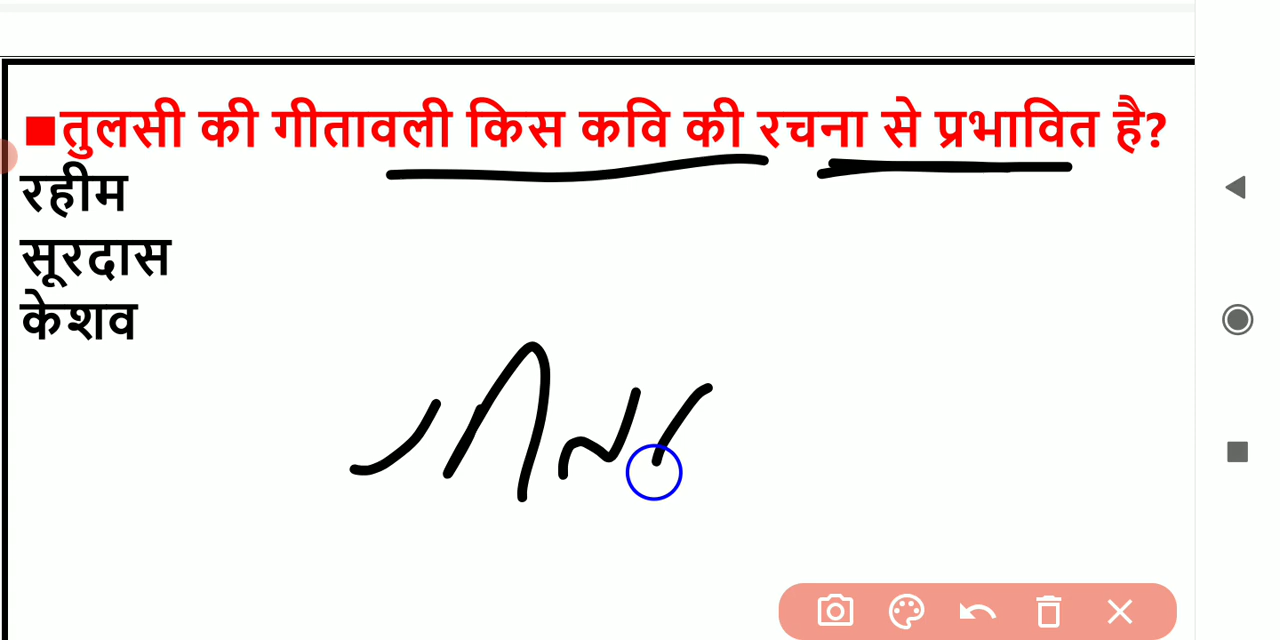 तुलसी की गीतावली किस कवि की रचना से प्रभावित है?
रहीम
सूरदास
केशव